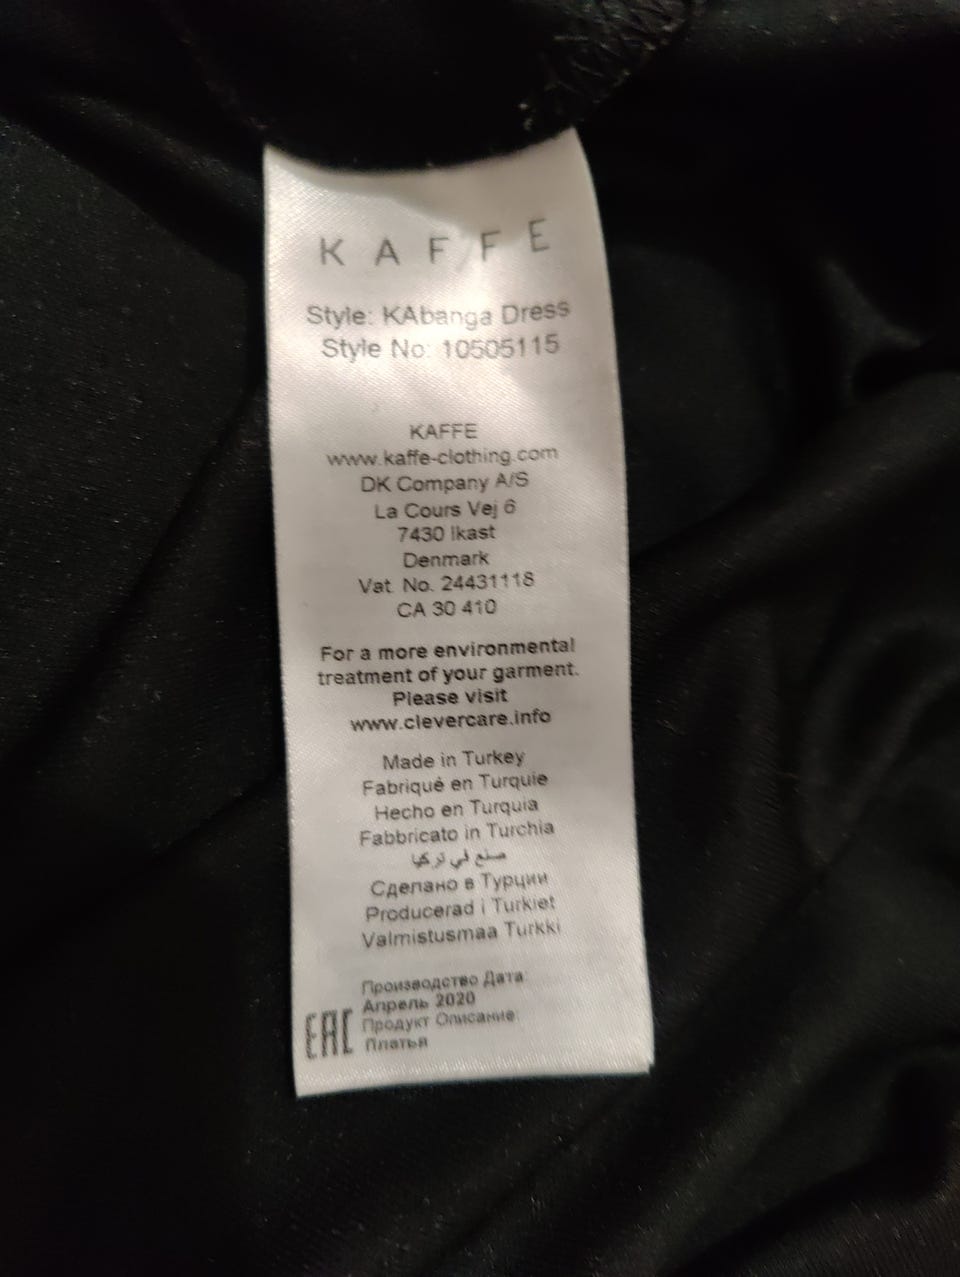 KAFFE
Style: KAbanga Dress
Style No: 10505115
KAFFE
www.kaffe-clothing.com
DK Company A/S
La Cours Vej 6
7430 Ikast
Denmark
Vat. No. 24431118
CA 30 410
For a more environmental
treatment of your garment.
Please visit
www.clevercare.info
Made in Turkey
Fabriqué en Turquie
Hecho en Turquia
Fabbricato in Turchia
صنع في تركيا
Сделано в Турции
Producerad i Turkiet
Valmistusmaa Turkki
Производство Дата:
Апрель 2020
EAC Продукт Описание:
Платья